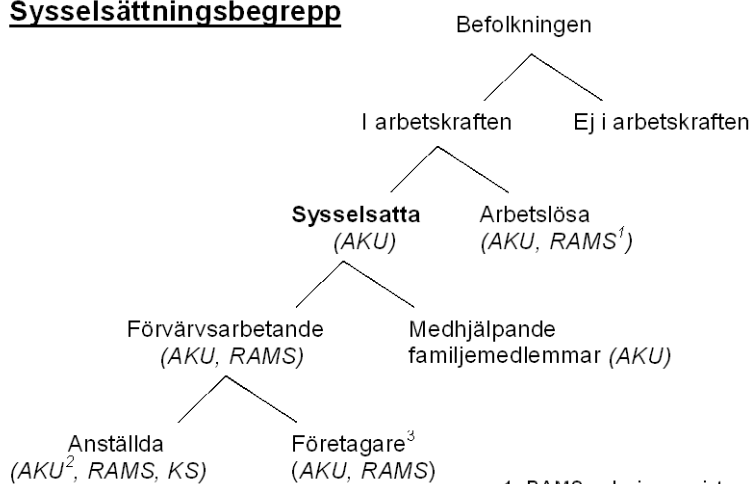 Sysselsättningsbegrepp
Befolkningen
I arbetskraften Ej i arbetskraften
Sysselsatta Arbetslösa
(AKU) (AKU, RAMS¹)
Förvärvsarbetande Medhjälpande
(AKU, RAMS) familjemedlemmar (AKU)
Anställda Företagare³
(AKU², RAMS, KS) (AKU, RAMS)